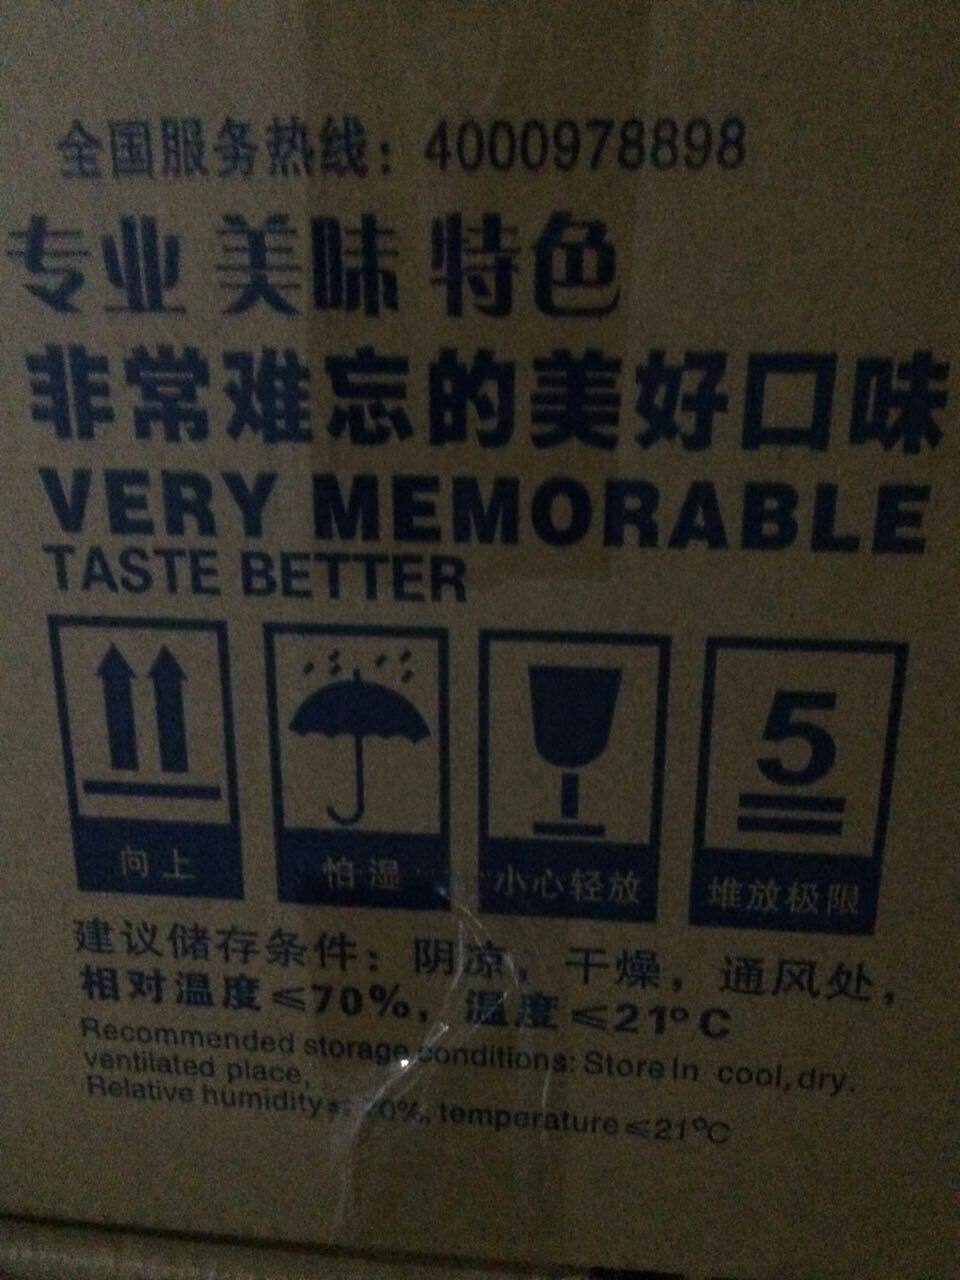 全国服务热线：4000978898
专业 美味 特色
非常难忘的美好口味
VERY MEMORABLE
TASTE BETTER
5
向上 怕湿 小心轻放 堆放极限
建议储存条件：阴凉，干燥，通风处，
相对温度≤70%，温度≤21°C
Recommended storage conditions: Store In cool,dry.
ventilated place,
Relative humidity≤ 0%, temperature≤21°C